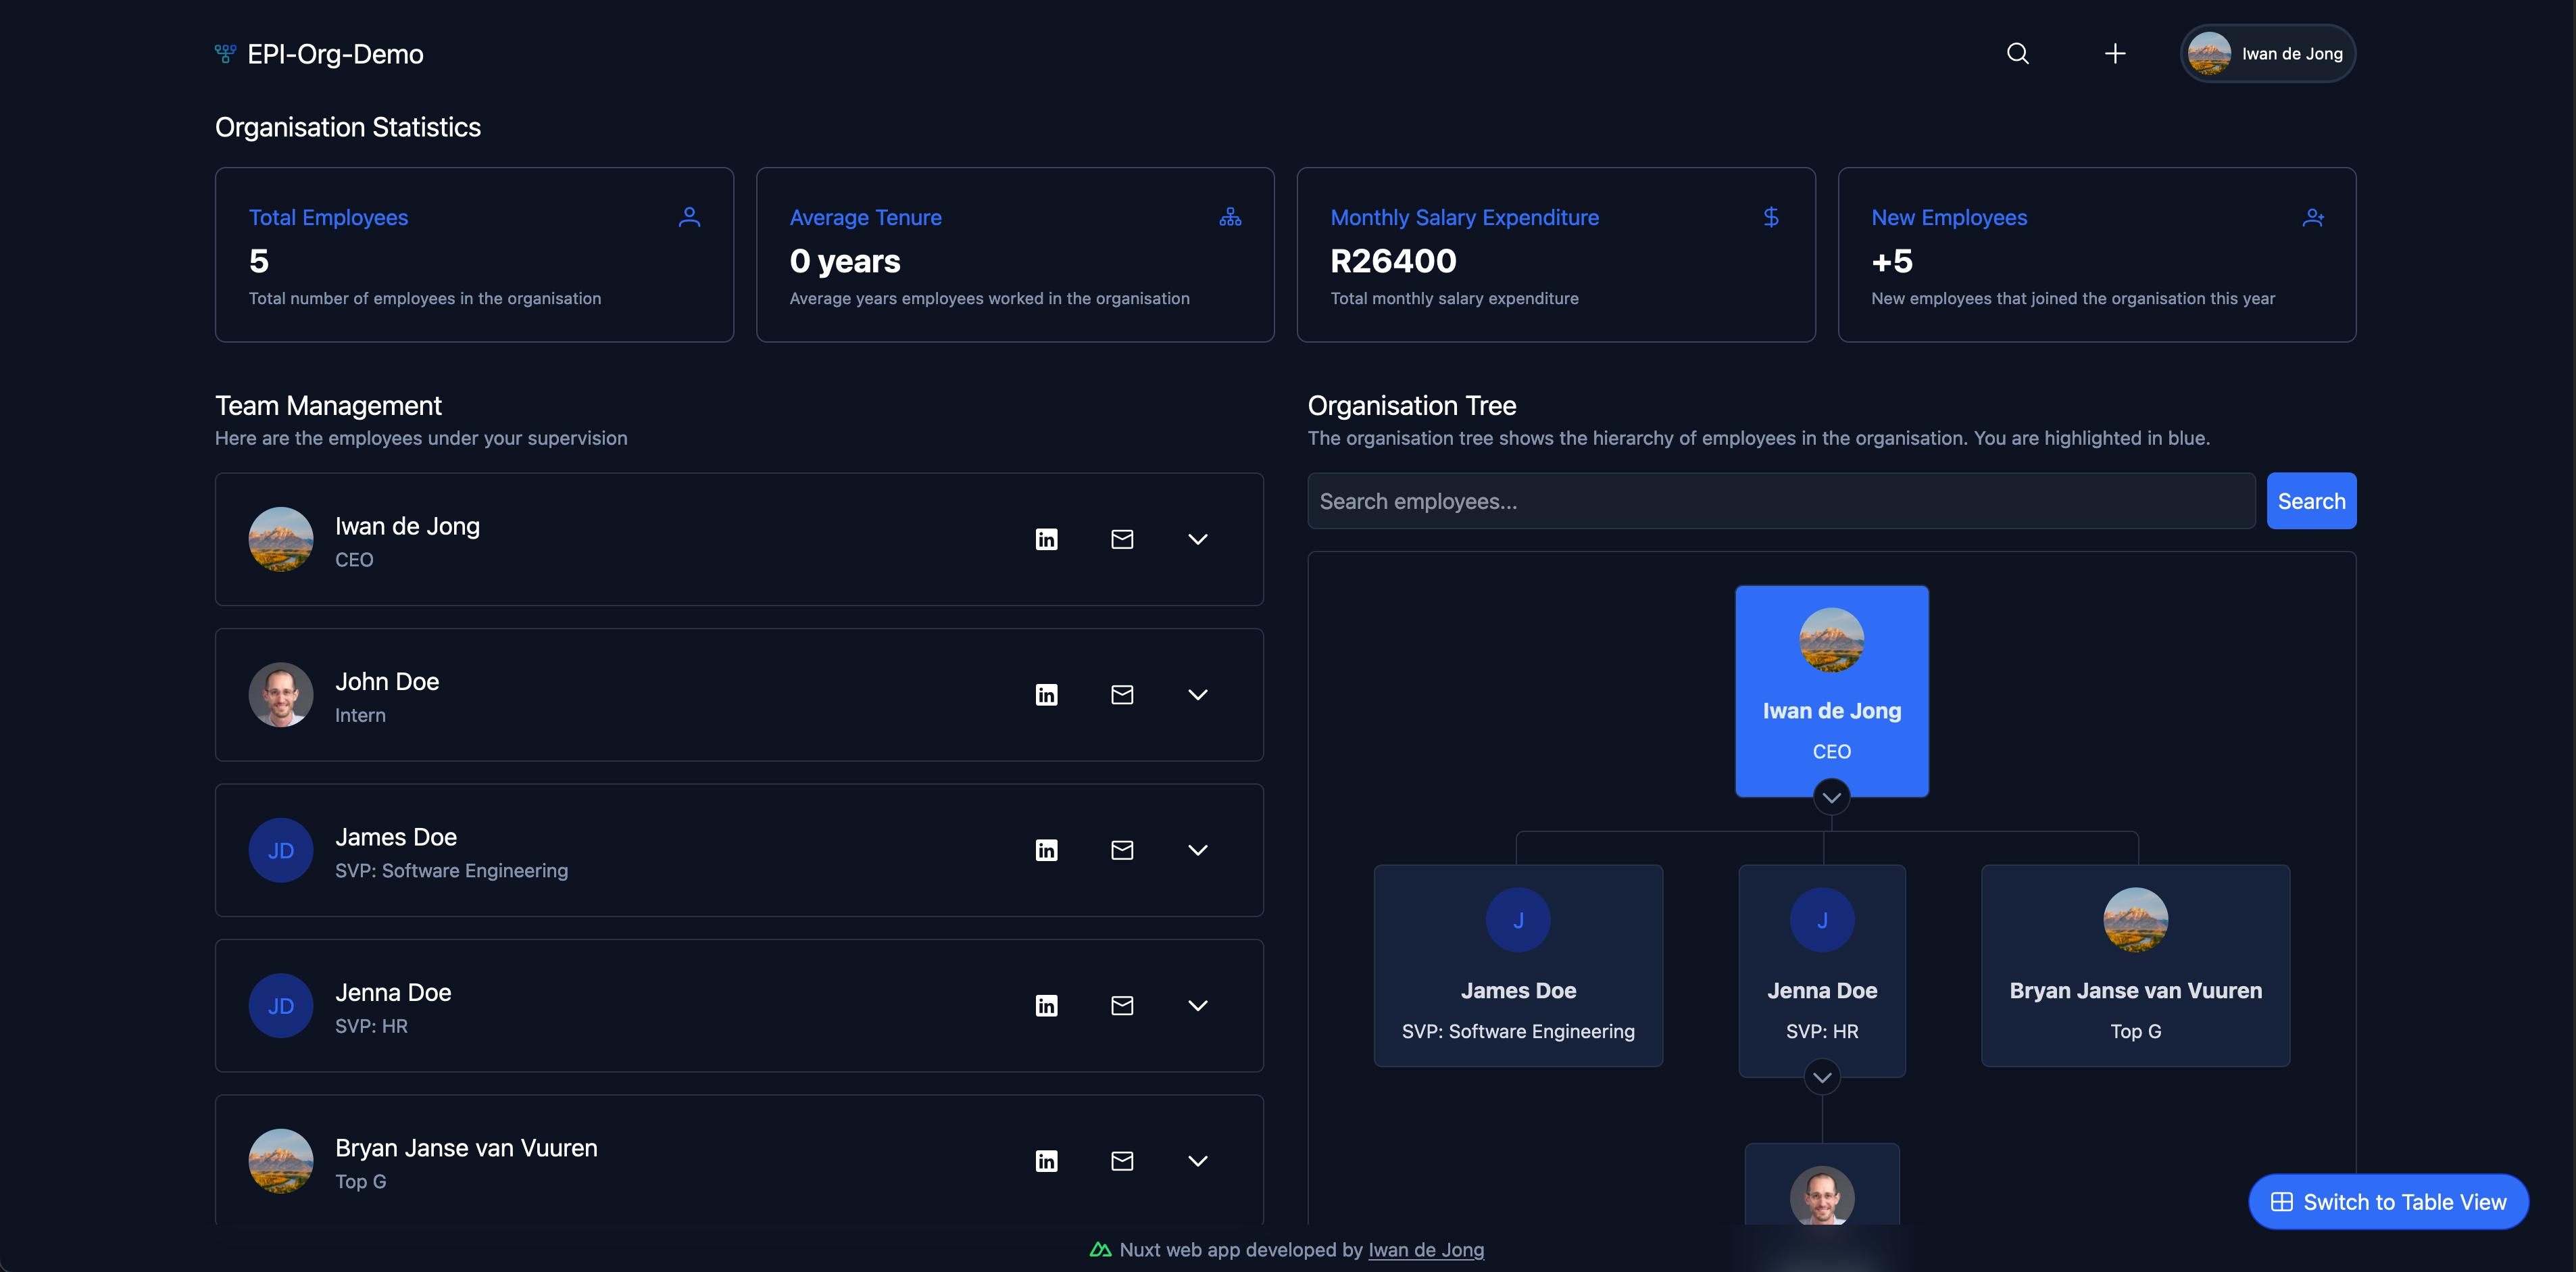 EPI-Org-Demo
Iwan de Jong
Organisation Statistics
Total Employees
5
Total number of employees in the organisation
Average Tenure
0 years
Average years employees worked in the organisation
Monthly Salary Expenditure
R26400
Total monthly salary expenditure
New Employees
+5
New employees that joined the organisation this year
Team Management
Here are the employees under your supervision
Iwan de Jong
CEO
John Doe
Intern
JD
James Doe
SVP: Software Engineering
JD
Jenna Doe
SVP: HR
Bryan Janse van Vuuren
Top G
Organisation Tree
The organisation tree shows the hierarchy of employees in the organisation. You are highlighted in blue.
Search employees...
Search
Iwan de Jong
CEO
J
James Doe
SVP: Software Engineering
J
Jenna Doe
SVP: HR
Bryan Janse van Vuuren
Top G
Switch to Table View
Nuxt web app developed by Iwan de Jong